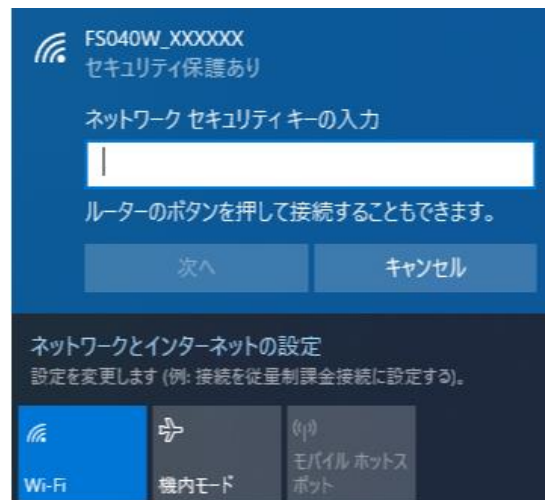 FS040W_XXXXXX
セキュリティ保護あり
ネットワーク セキュリティ キーの入力
ルーターのボタンを押して接続することもできます。
次へ
キャンセル
ネットワークとインターネットの設定
設定を変更します (例: 接続を従量制課金接続に設定する)。
Wi-Fi
機内モード
モバイル ホットス
ポット